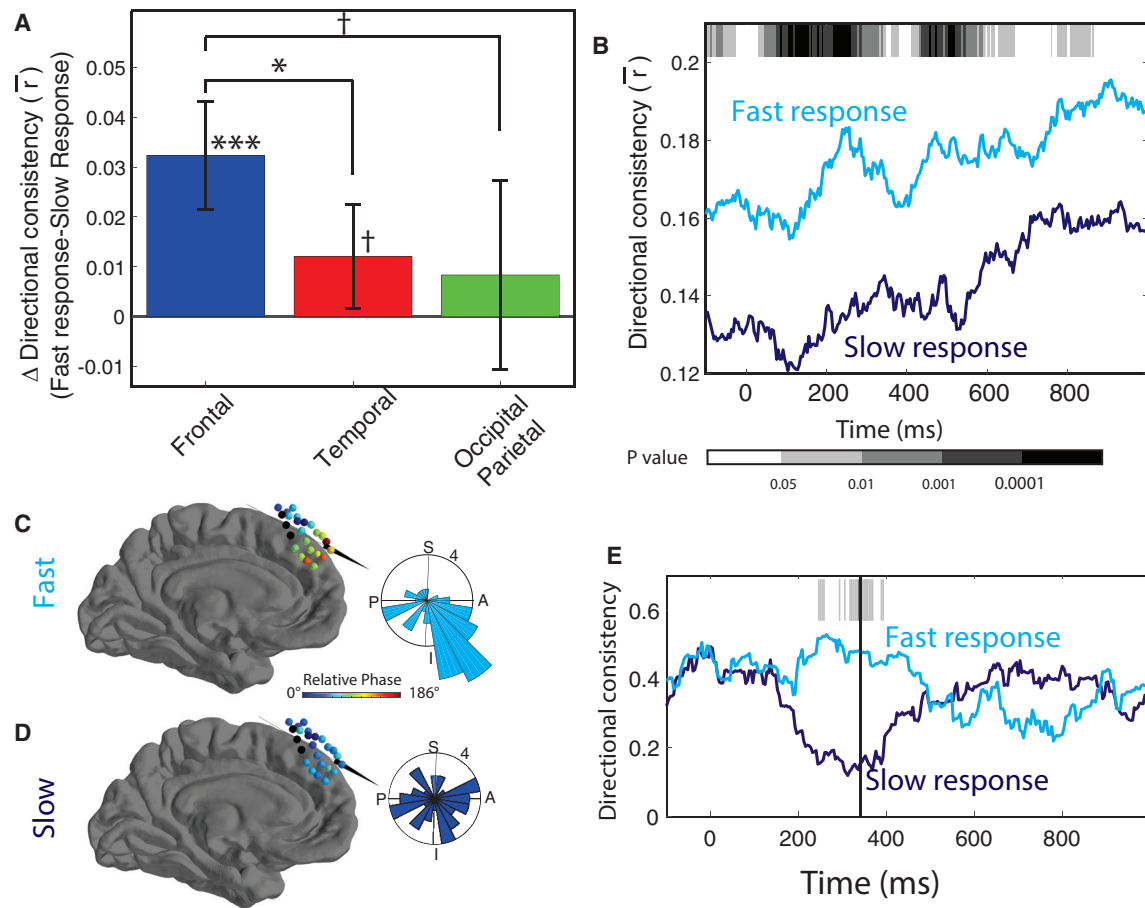 A
Δ Directional consistency ( r̅ )
(Fast response-Slow Response)
0.05
0.04
0.03
0.02
0.01
0
-0.01
†
*
***
†
Frontal
Temporal
Occipital
Parietal
B
Directional consistency ( r̅ )
0.2
0.18
0.16
0.14
0.12
Fast response
Slow response
0 200 400 600 800
Time (ms)
P value
0.05 0.01 0.001 0.0001
C
Fast
S 4
P A
I
Relative Phase
0° 186°
D
Slow
S 4
P A
I
E
Directional consistency
0.6
0.4
0.2
0
Fast response
Slow response
0 200 400 600 800
Time (ms)